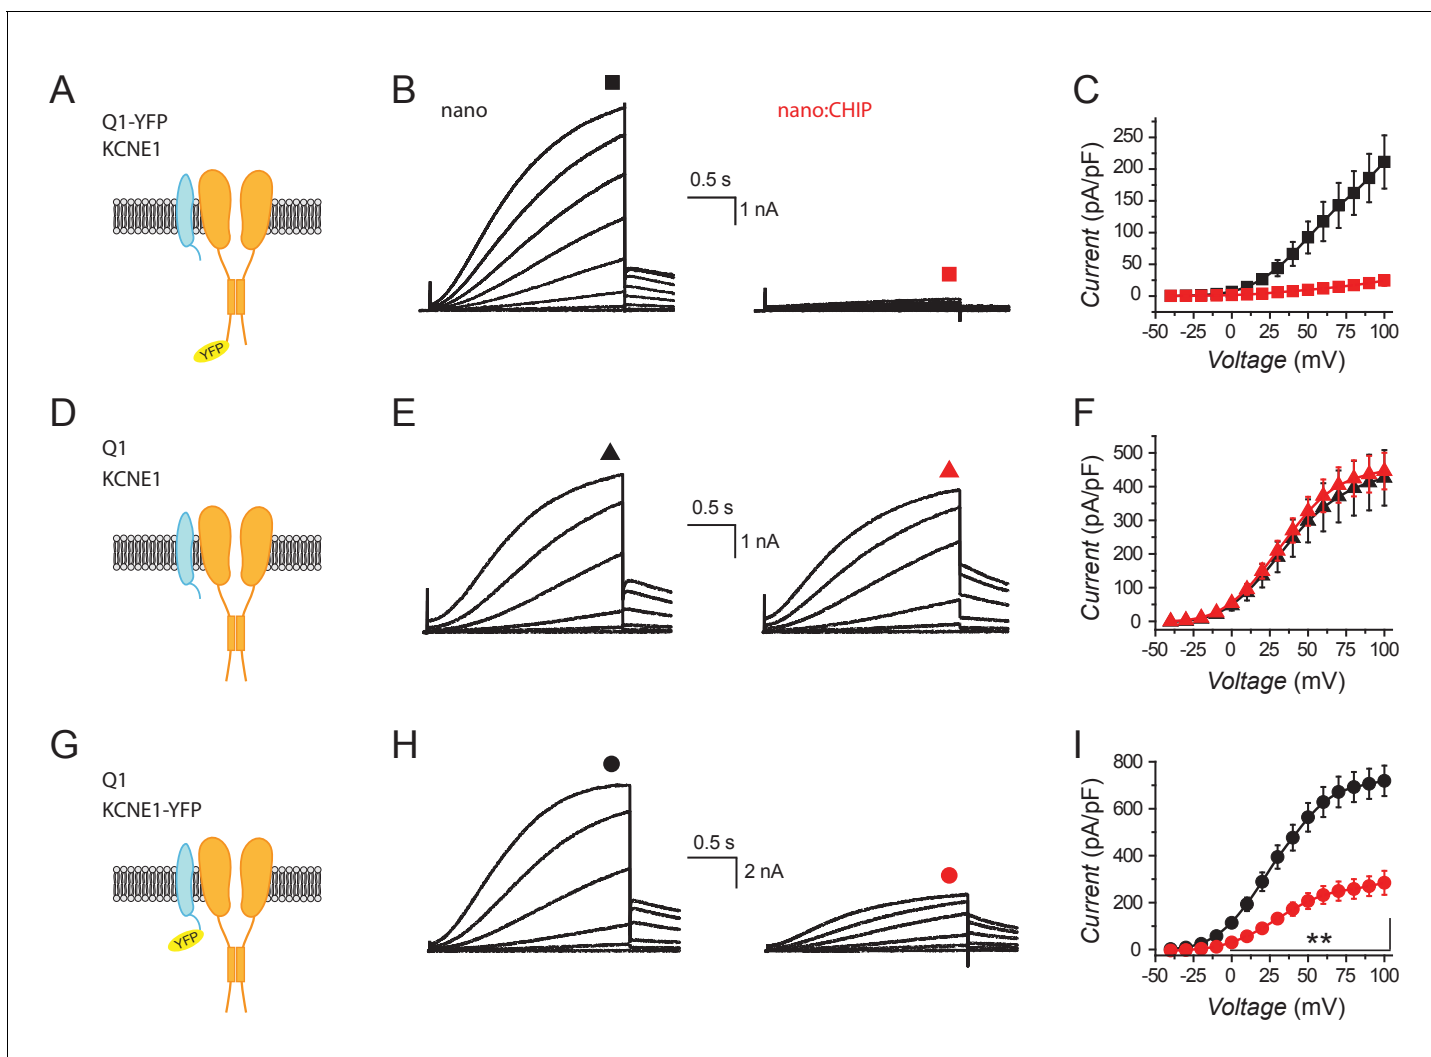 A
Q1-YFP
KCNE1
YFP
B
nano
nano:CHIP
0.5 s
1 nA
C
Current (pA/pF)
250
200
150
100
50
0
-50 -25 0 25 50 75 100
Voltage (mV)
D
Q1
KCNE1
E
0.5 s
1 nA
F
Current (pA/pF)
500
400
300
200
100
0
-50 -25 0 25 50 75 100
Voltage (mV)
G
Q1
KCNE1-YFP
YFP
H
0.5 s
2 nA
I
Current (pA/pF)
800
600
400
200
0
**
-50 -25 0 25 50 75 100
Voltage (mV)